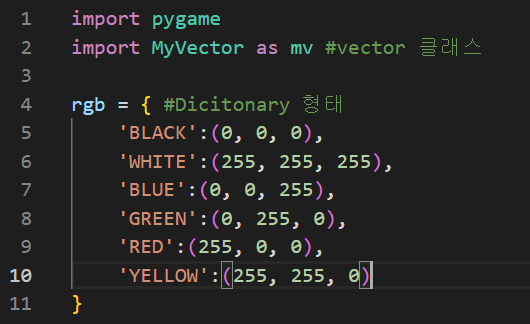 1 import pygame
2 import MyVector as mv #vector 클래스
3
4 rgb = { #Dicitonary 형태
5     'BLACK':(0, 0, 0),
6     'WHITE':(255, 255, 255),
7     'BLUE':(0, 0, 255),
8     'GREEN':(0, 255, 0),
9     'RED':(255, 0, 0),
10     'YELLOW':(255, 255, 0)
11 }